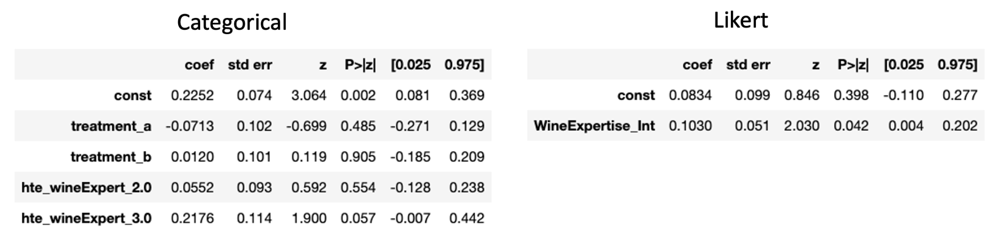 Categorical
coef std err z P>|z| [0.025 0.975]
const 0.2252 0.074 3.064 0.002 0.081 0.369
treatment_a -0.0713 0.102 -0.699 0.485 -0.271 0.129
treatment_b 0.0120 0.101 0.119 0.905 -0.185 0.209
hte_wineExpert_2.0 0.0552 0.093 0.592 0.554 -0.128 0.238
hte_wineExpert_3.0 0.2176 0.114 1.900 0.057 -0.007 0.442
Likert
coef std err z P>|z| [0.025 0.975]
const 0.0834 0.099 0.846 0.398 -0.110 0.277
WineExpertise_Int 0.1030 0.051 2.030 0.042 0.004 0.202